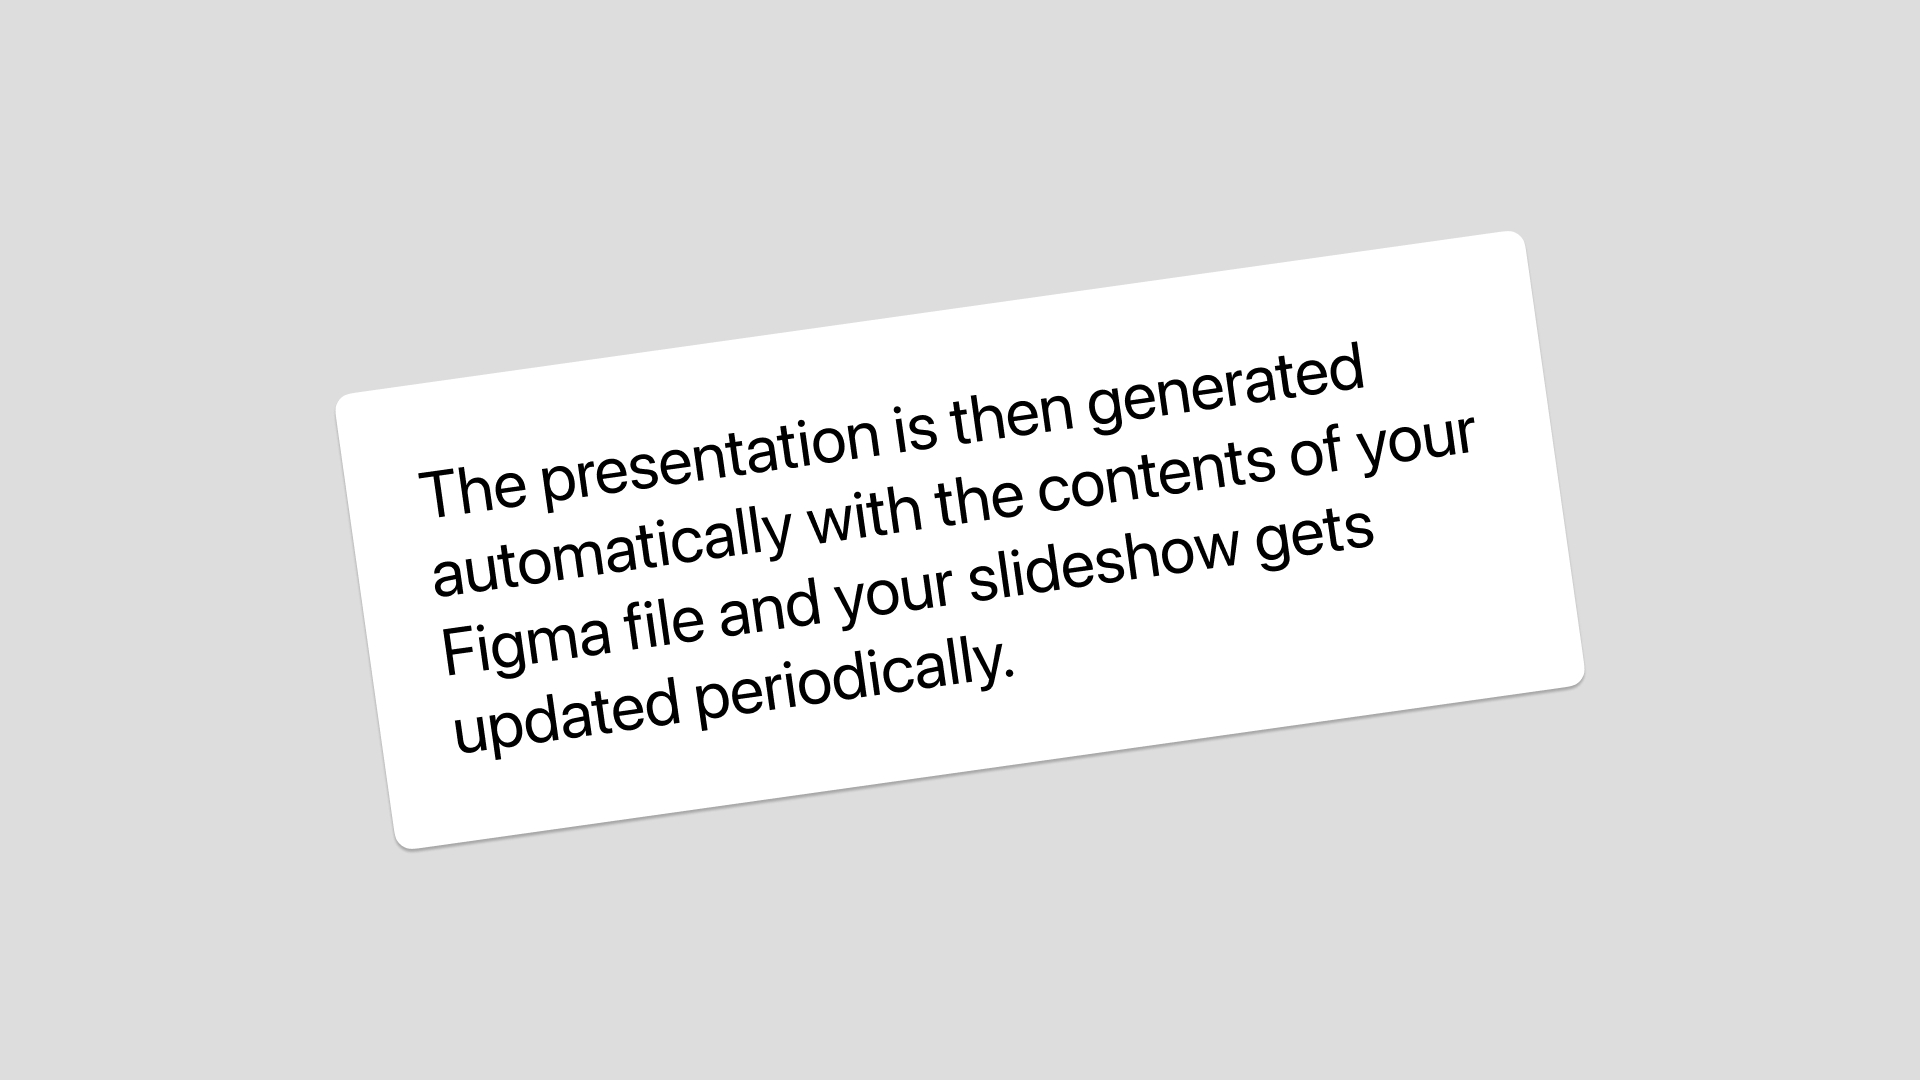 The presentation is then generated
automatically with the contents of your
Figma file and your slideshow gets
updated periodically.